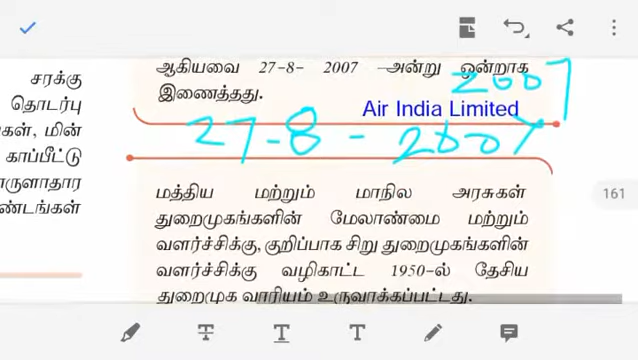 சரக்கு
தொடர்பு
கள், மின்
காப்பீட்டு
ருளாதார
ண்டங்கள்
ஆகியவை 27-8- 2007 –அன்று ஒன்றாக
இணைத்தது.
2007
Air India Limited
27-8-2007
மத்திய மற்றும் மாநில அரசுகள்
துறைமுகங்களின் மேலாண்மை மற்றும்
வளர்ச்சிக்கு, குறிப்பாக சிறு துறைமுகங்களின்
வளர்ச்சிக்கு வழிகாட்ட 1950-ல் தேசிய
துறைமுக வாரியம் உருவாக்கப்பட்டது.
161